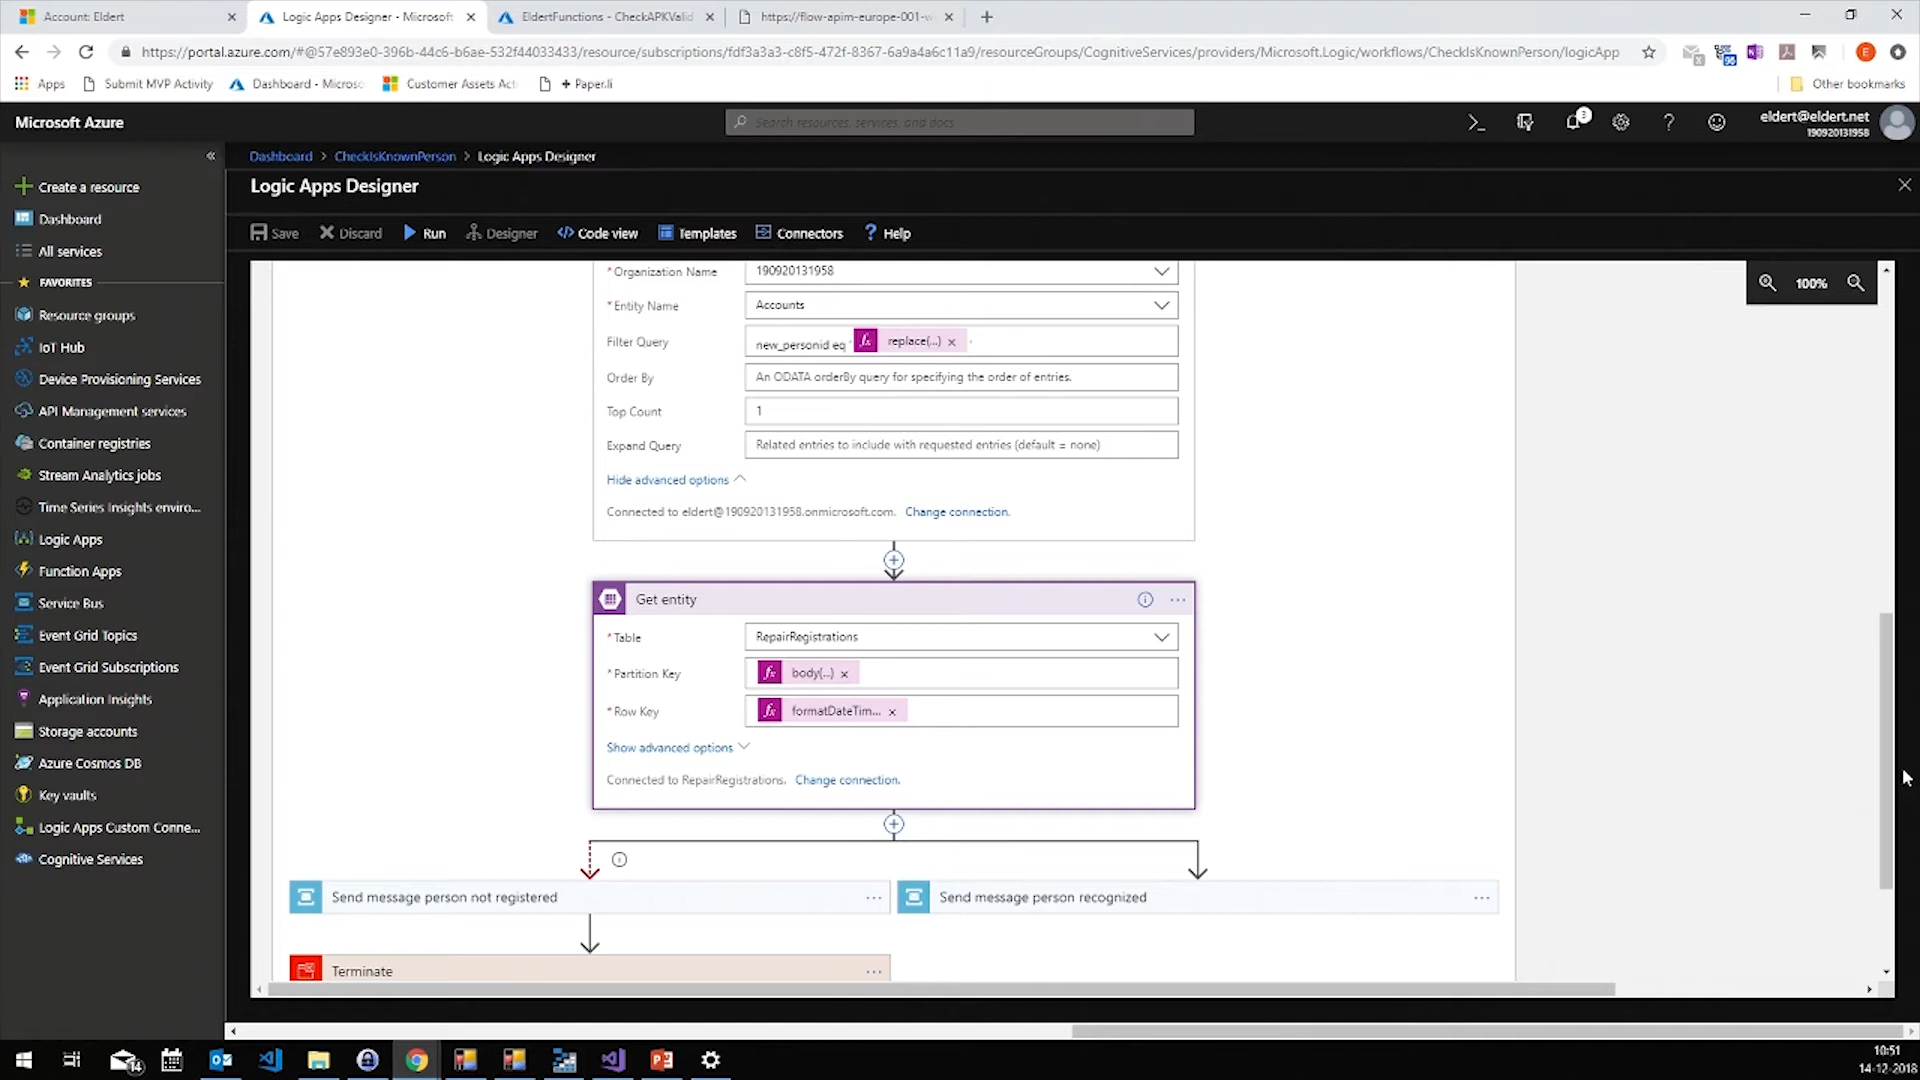 Account: Eldert
Logic Apps Designer - Microsoft
EldertFunctions - CheckAPKValid
https://flow-apim-europe-001-w
https://portal.azure.com/#@57e893e0-396b-44c6-b6ae-532f44033433/resource/subscriptions/fdf3a3a3-c8f5-472f-8367-6a9a4a6c11a9/resourceGroups/CognitiveServices/providers/Microsoft.Logic/workflows/CheckIsKnownPerson/logicApp
Apps
Submit MVP Activity
Dashboard - Microso
Customer Assets Act
+ Paper.li
Other bookmarks
Microsoft Azure
Search resources, services, and docs
3
eldert@eldert.net
190920131958
Dashboard > CheckIsKnownPerson > Logic Apps Designer
Logic Apps Designer
Save
Discard
Run
Designer
Code view
Templates
Connectors
Help
Create a resource
Dashboard
All services
FAVORITES
Resource groups
IoT Hub
Device Provisioning Services
API Management services
Container registries
Stream Analytics jobs
Time Series Insights enviro...
Logic Apps
Function Apps
Service Bus
Event Grid Topics
Event Grid Subscriptions
Application Insights
Storage accounts
Azure Cosmos DB
Key vaults
Logic Apps Custom Conne...
Cognitive Services
100%
* Organization Name
190920131958
* Entity Name
Accounts
Filter Query
new_personid eq ' replace(...) × '
Order By
An ODATA orderBy query for specifying the order of entries.
Top Count
1
Expand Query
Related entries to include with requested entries (default = none)
Hide advanced options
Connected to eldert@190920131958.onmicrosoft.com. Change connection.
Get entity
* Table
RepairRegistrations
* Partition Key
body(...) ×
* Row Key
formatDateTim... ×
Show advanced options
Connected to RepairRegistrations. Change connection.
Send message person not registered
Send message person recognized
Terminate
14
10:51
14-12-2018